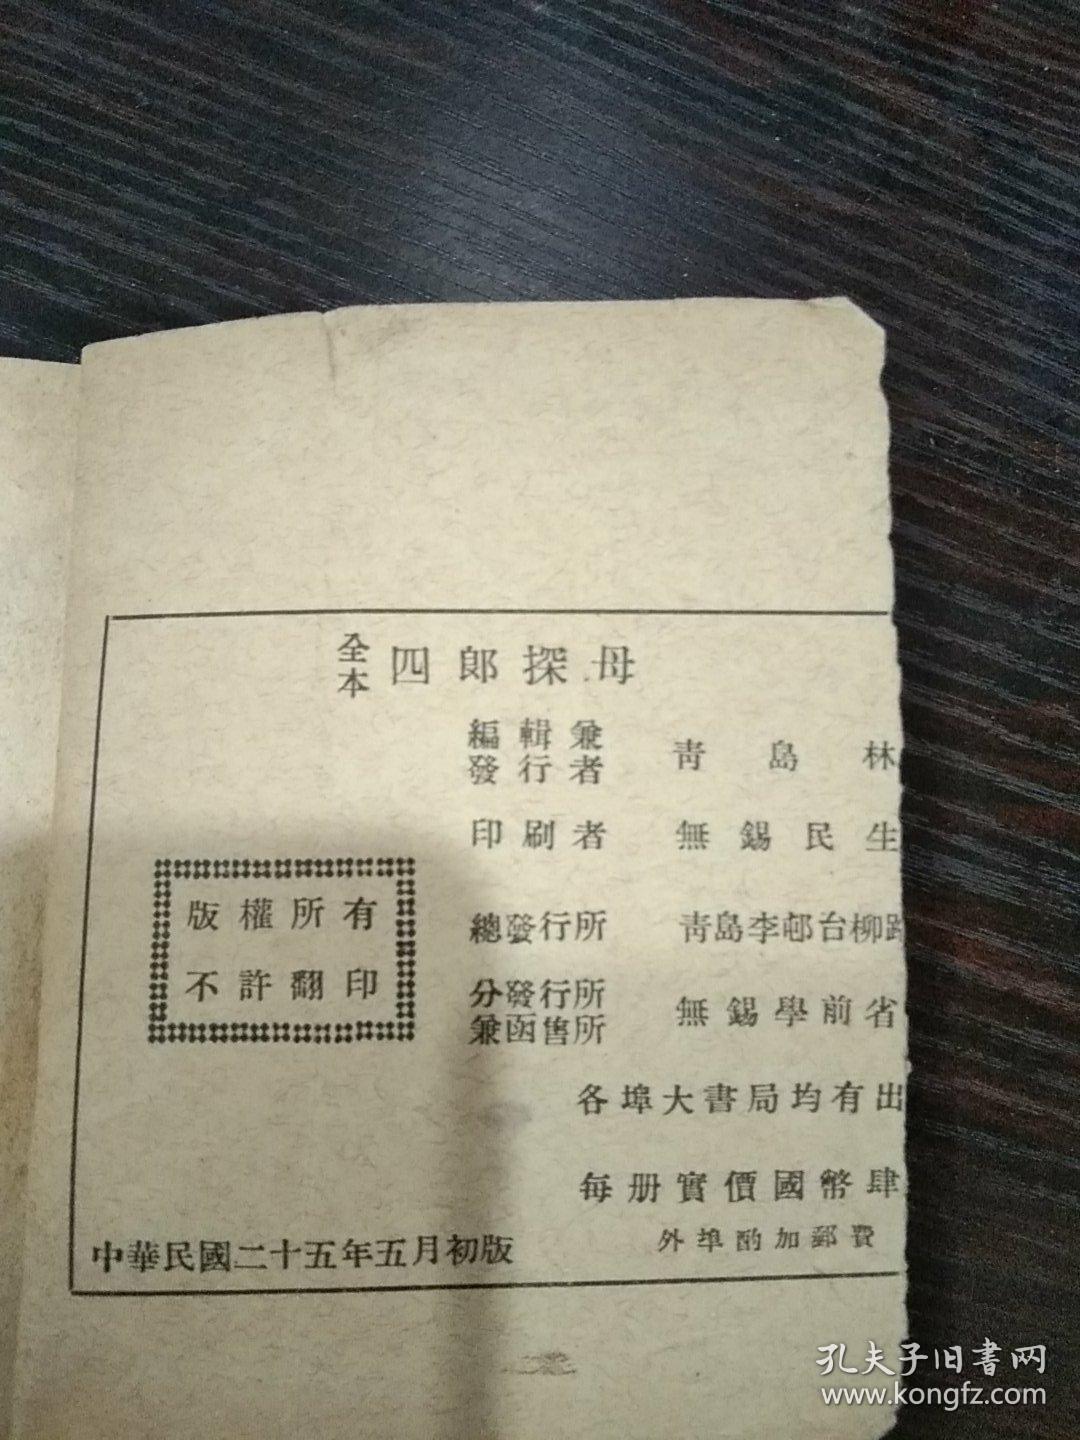 全本 四郎探母
編輯兼
發行者 青島林
印刷者 無錫民生
總發行所 青島李邨台柳路
分發行所
兼函售所 無錫學前省
各埠大書局均有出
每册實價國幣肆
外埠酌加郵費
版權所有
不許翻印
中華民國二十五年五月初版
孔夫子旧書网
www.kongfz.com